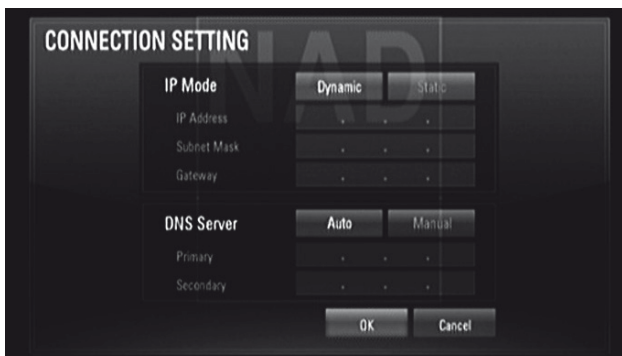 NAD
CONNECTION SETTING
IP Mode Dynamic Static
IP Address . . .
Subnet Mask . . .
Gateway . . .
DNS Server Auto Manual
Primary . . .
Secondary . . .
OK Cancel